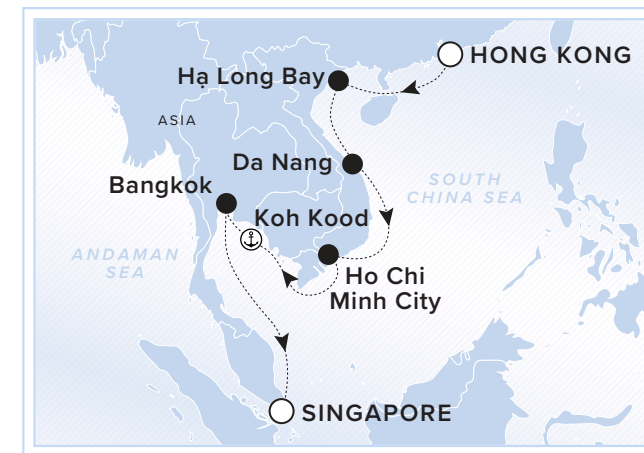 HONG KONG
Hạ Long Bay
ASIA
Da Nang
SOUTH
CHINA SEA
Bangkok
Koh Kood
ANDAMAN
SEA
Ho Chi
Minh City
SINGAPORE